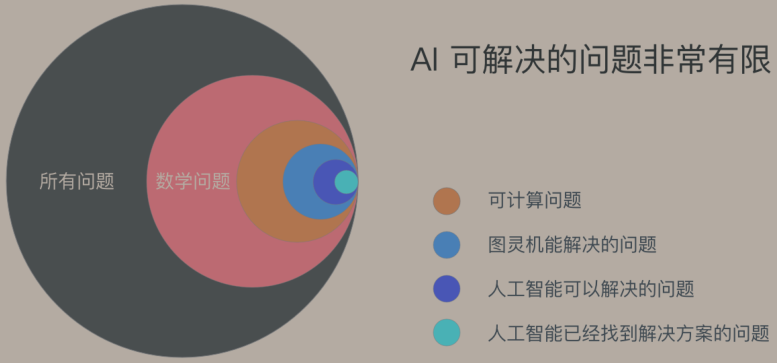 AI 可解决的问题非常有限
所有问题
数学问题
可计算问题
图灵机能解决的问题
人工智能可以解决的问题
人工智能已经找到解决方案的问题